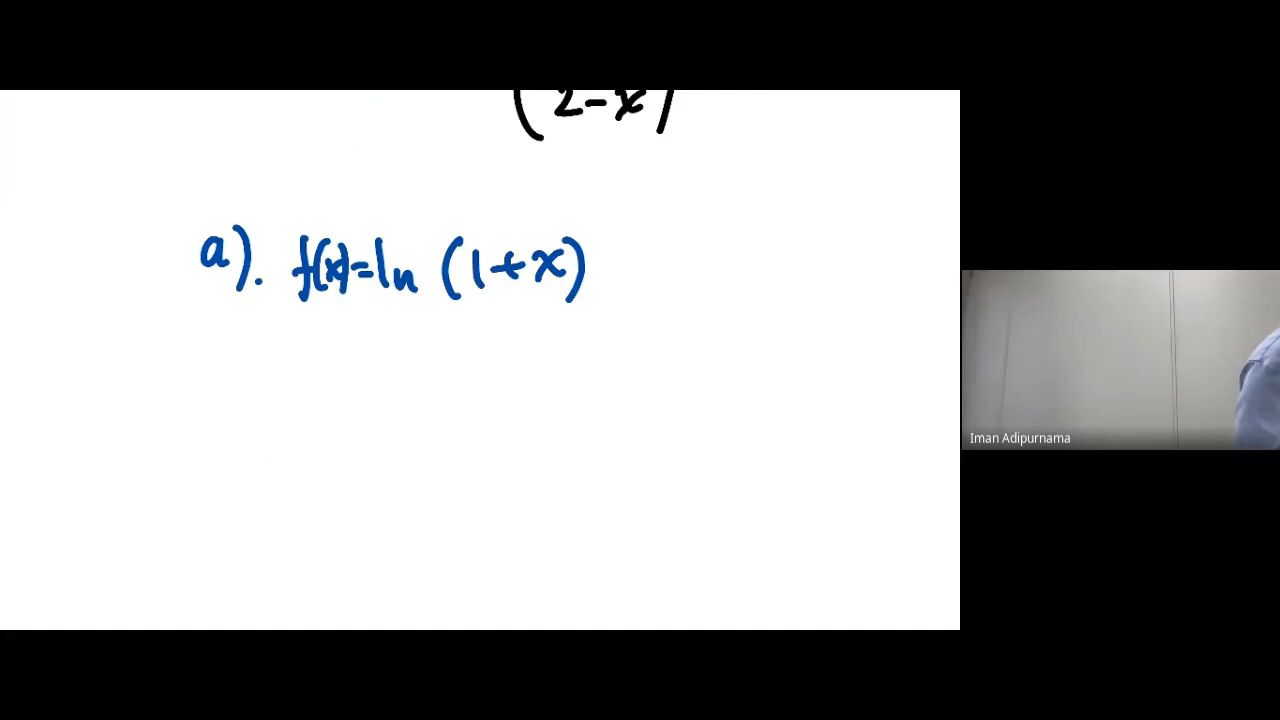 (2-x)
a). f(x)=ln (1+x)
Iman Adipurnama